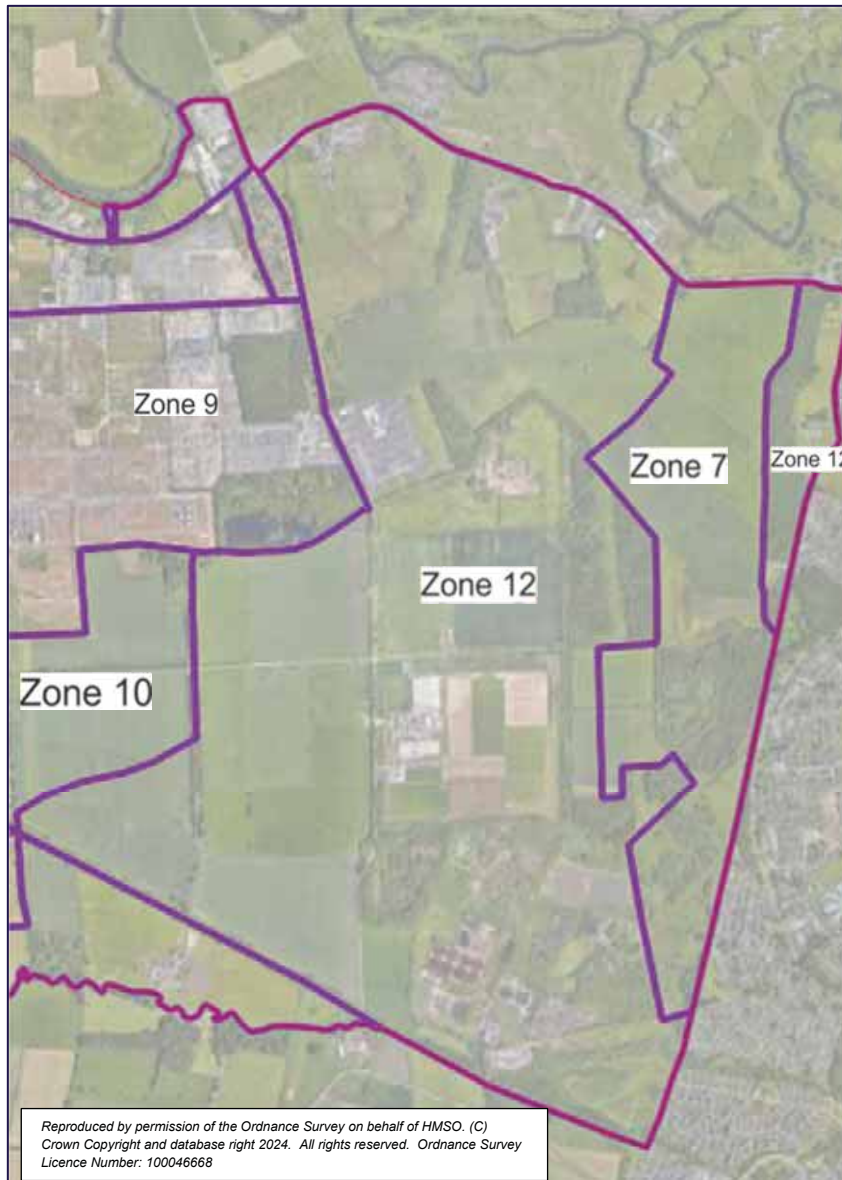 Zone 9
Zone 7
Zone 12
Zone 12
Zone 10
Reproduced by permission of the Ordnance Survey on behalf of HMSO. (C)
Crown Copyright and database right 2024. All rights reserved. Ordnance Survey
Licence Number: 100046668